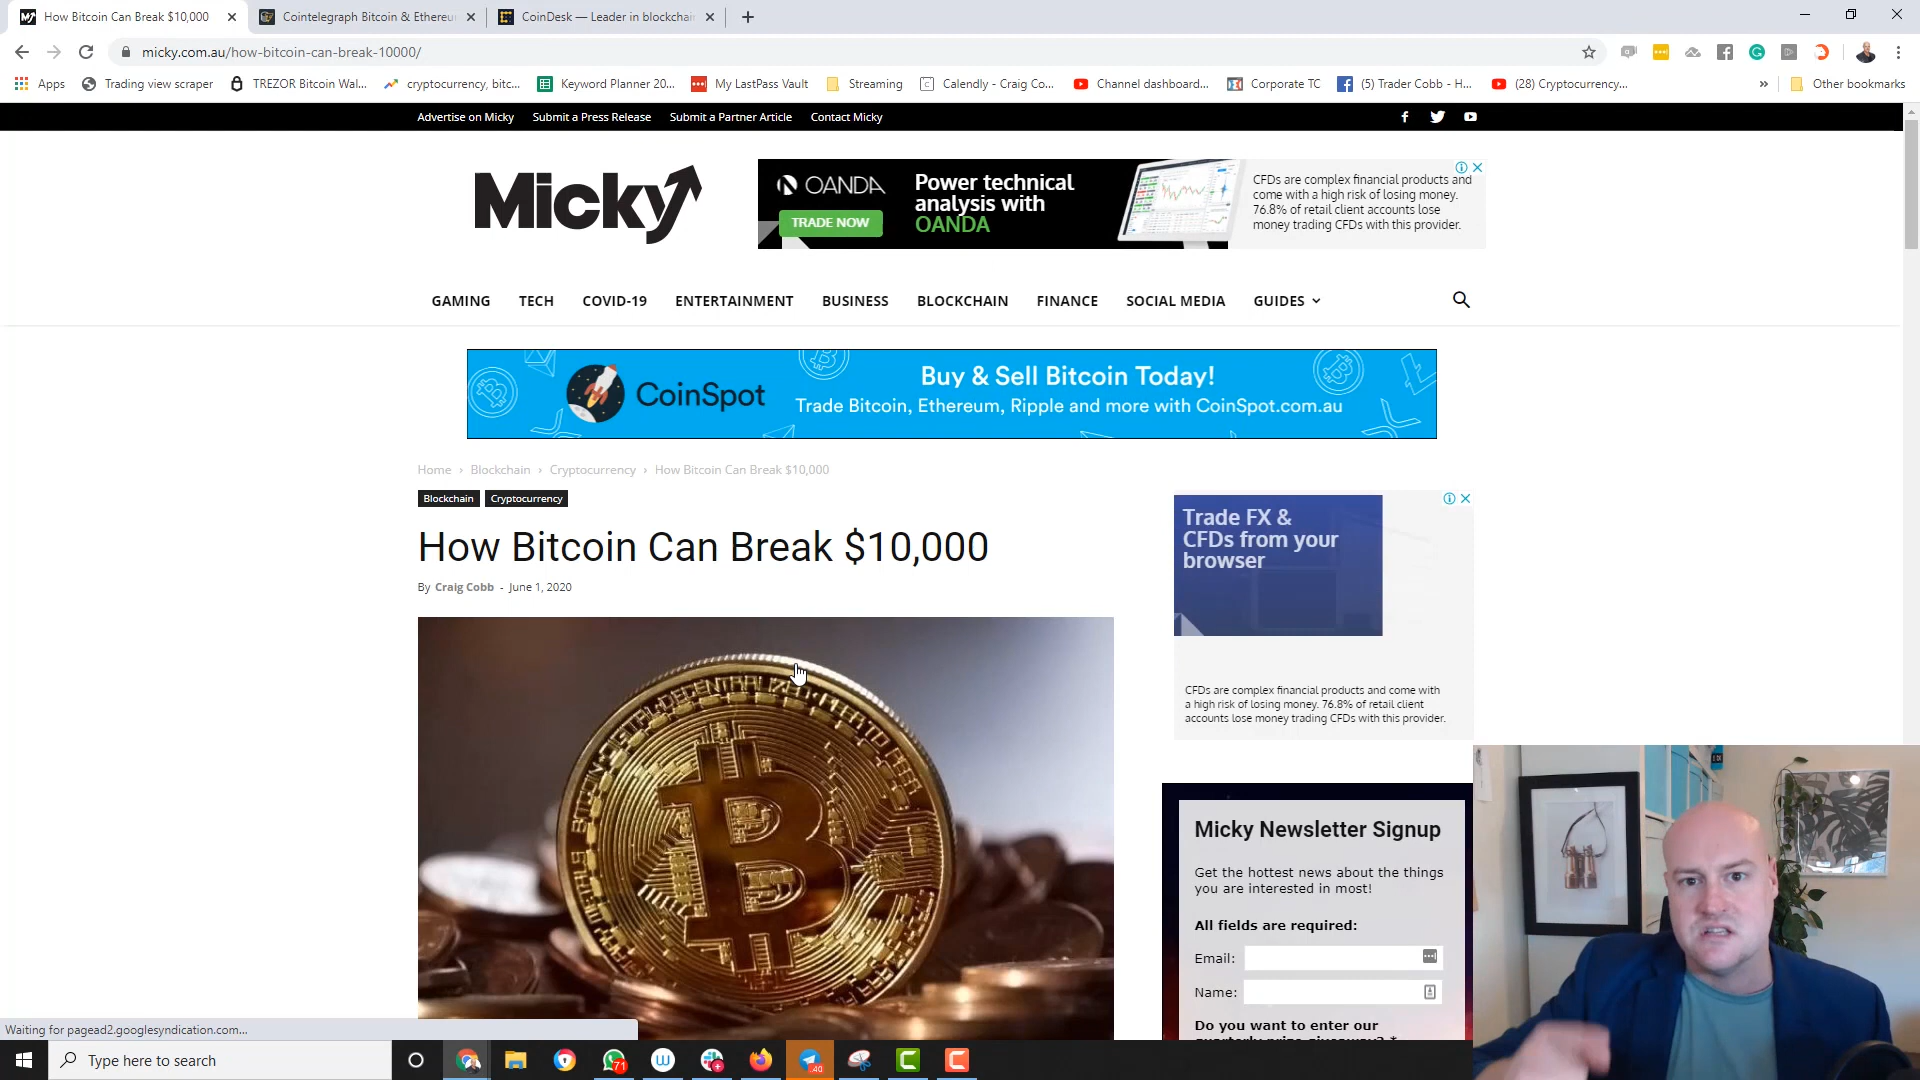 How Bitcoin Can Break $10,000
Cointelegraph Bitcoin & Ethereu
CoinDesk — Leader in blockchai
micky.com.au/how-bitcoin-can-break-10000/
Apps
Trading view scraper
TREZOR Bitcoin Wal...
cryptocurrency, bitc...
Keyword Planner 20...
My LastPass Vault
Streaming
Calendly - Craig Co...
Channel dashboard...
Corporate TC
(5) Trader Cobb - H...
(28) Cryptocurrency...
»
Other bookmarks
Advertise on Micky
Submit a Press Release
Submit a Partner Article
Contact Micky
Micky
OANDA
TRADE NOW
Power technical
analysis with
OANDA
CFDs are complex financial products and
come with a high risk of losing money.
76.8% of retail client accounts lose
money trading CFDs with this provider.
GAMING
TECH
COVID-19
ENTERTAINMENT
BUSINESS
BLOCKCHAIN
FINANCE
SOCIAL MEDIA
GUIDES
CoinSpot
Buy & Sell Bitcoin Today!
Trade Bitcoin, Ethereum, Ripple and more with CoinSpot.com.au
Home › Blockchain › Cryptocurrency › How Bitcoin Can Break $10,000
Blockchain
Cryptocurrency
How Bitcoin Can Break $10,000
By Craig Cobb - June 1, 2020
Trade FX &
CFDs from your
browser
CFDs are complex financial products and come with
a high risk of losing money. 76.8% of retail client
accounts lose money trading CFDs with this provider.
Micky Newsletter Signup
Get the hottest news about the things
you are interested in most!
All fields are required:
Email:
Name:
Do you want to enter our
Waiting for pagead2.googlesyndication.com...
Type here to search
71
40